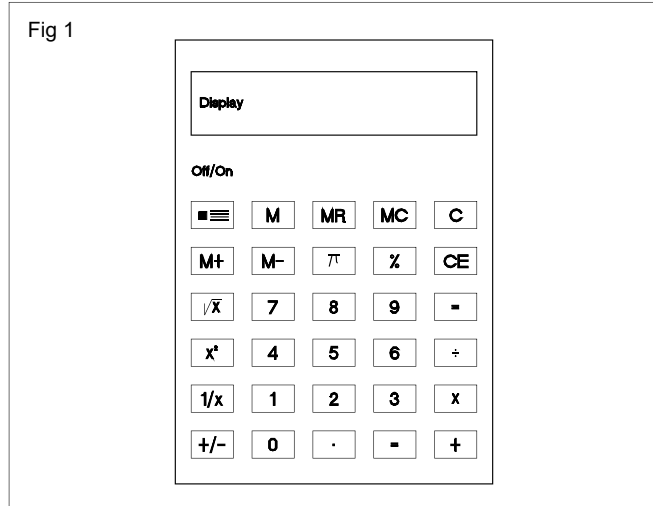 Fig 1
Display
Off/On
M MR MC C
M+ M- π % CE
√x 7 8 9 -
x² 4 5 6 ÷
1/x 1 2 3 x
+/- 0 . = +